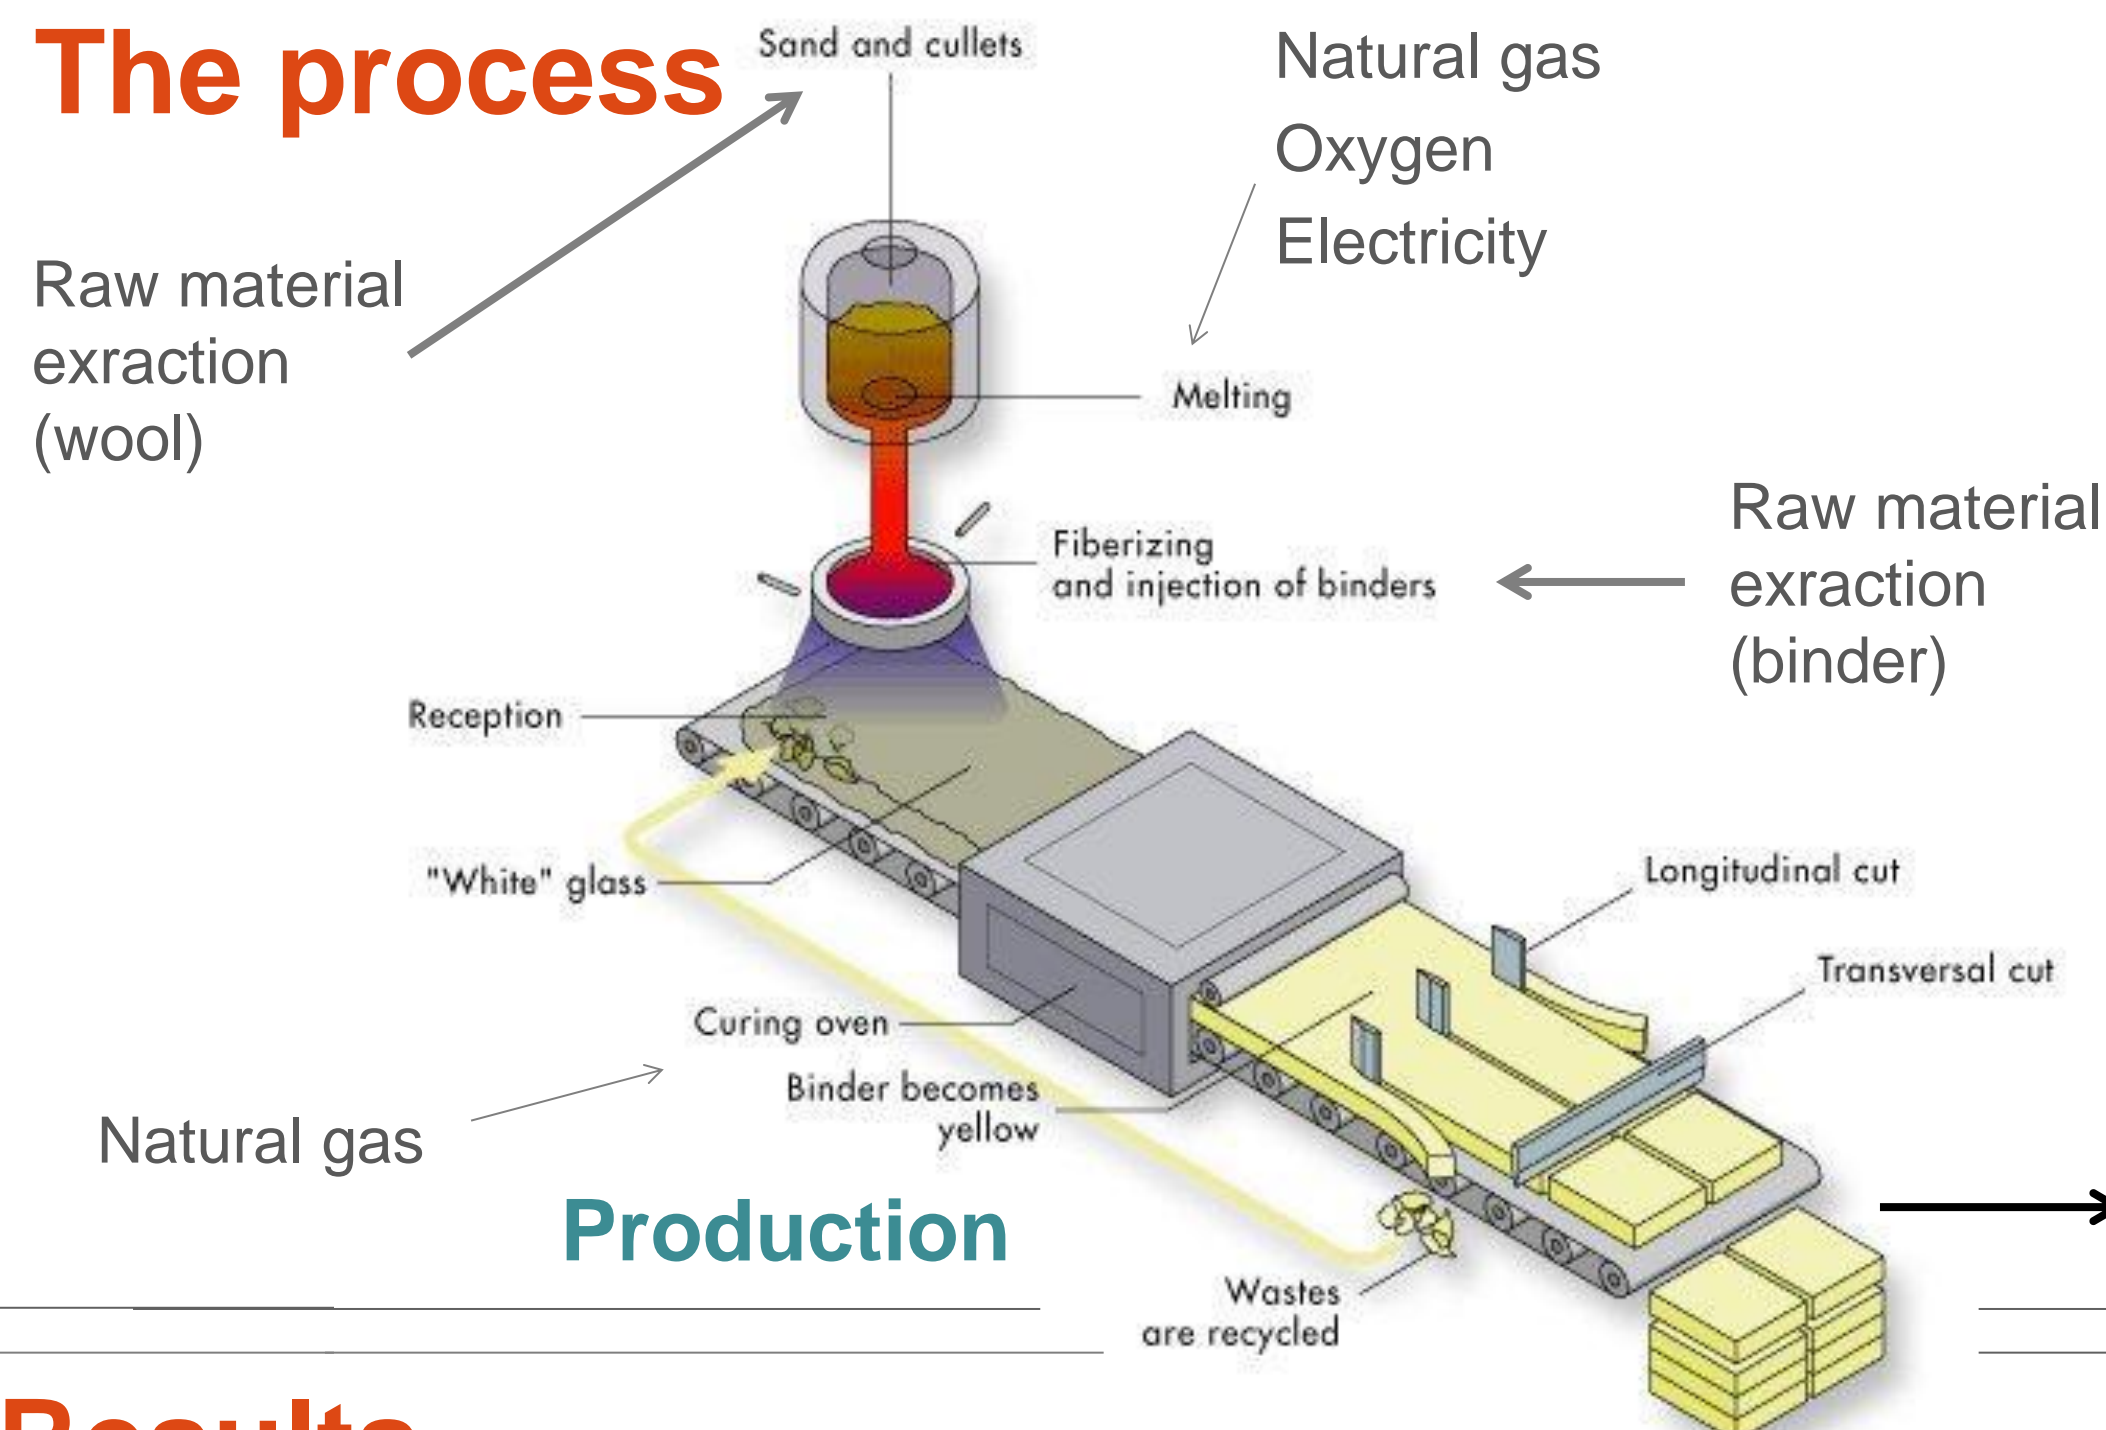 The process
Sand and cullets
Natural gas
Oxygen
Electricity
Raw material
exraction
(wool)
Melting
Raw material
exraction
(binder)
Fiberizing
and injection of binders
Reception
"White" glass
Longitudinal cut
Transversal cut
Curing oven
Binder becomes
yellow
Natural gas
Production
Wastes
are recycled
Results